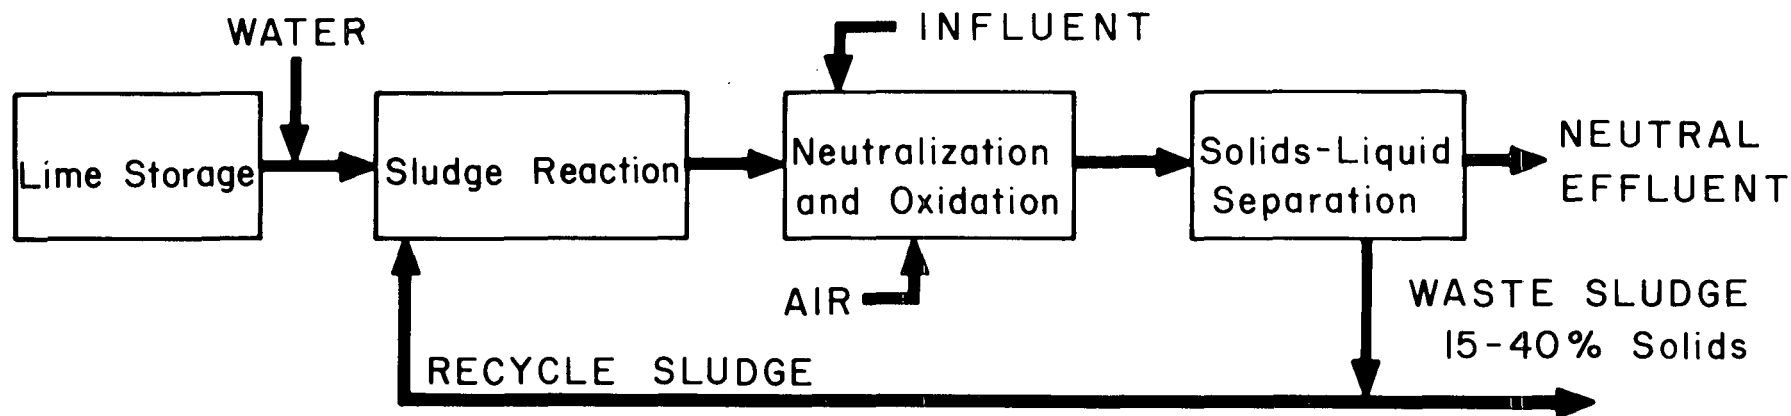 WATER
INFLUENT
Lime Storage
Sludge Reaction
Neutralization
and Oxidation
Solids-Liquid
Separation
NEUTRAL
EFFLUENT
AIR
WASTE SLUDGE
15-40% Solids
RECYCLE SLUDGE